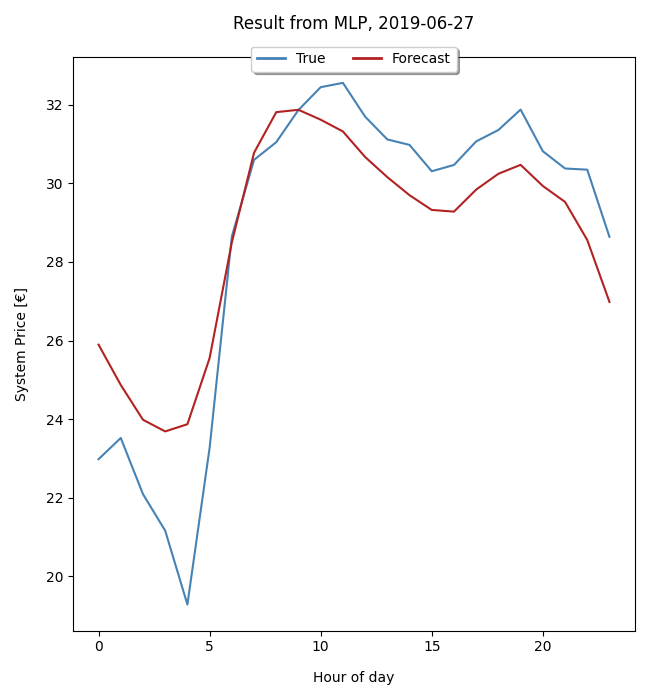 Result from MLP, 2019-06-27
True Forecast
System Price [€]
32
30
28
26
24
22
20
0 5 10 15 20
Hour of day